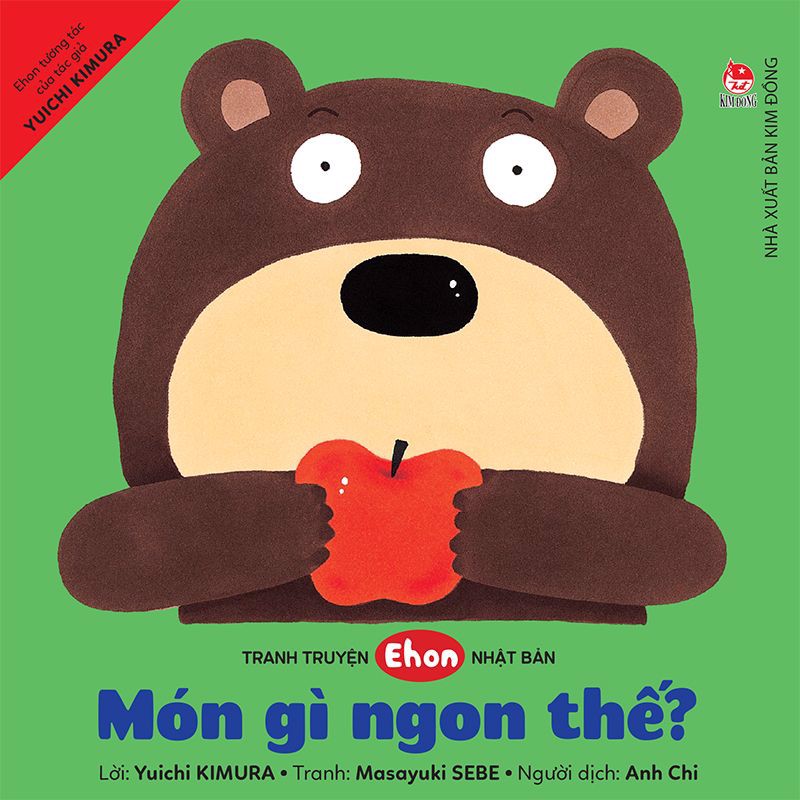 Ehon tương tác
của tác giả
YUICHI KIMURA
KIM ĐỒNG
NHÀ XUẤT BẢN KIM ĐỒNG
TRANH TRUYỆN Ehon NHẬT BẢN
Món gì ngon thế?
Lời: Yuichi KIMURA • Tranh: Masayuki SEBE • Người dịch: Anh Chi